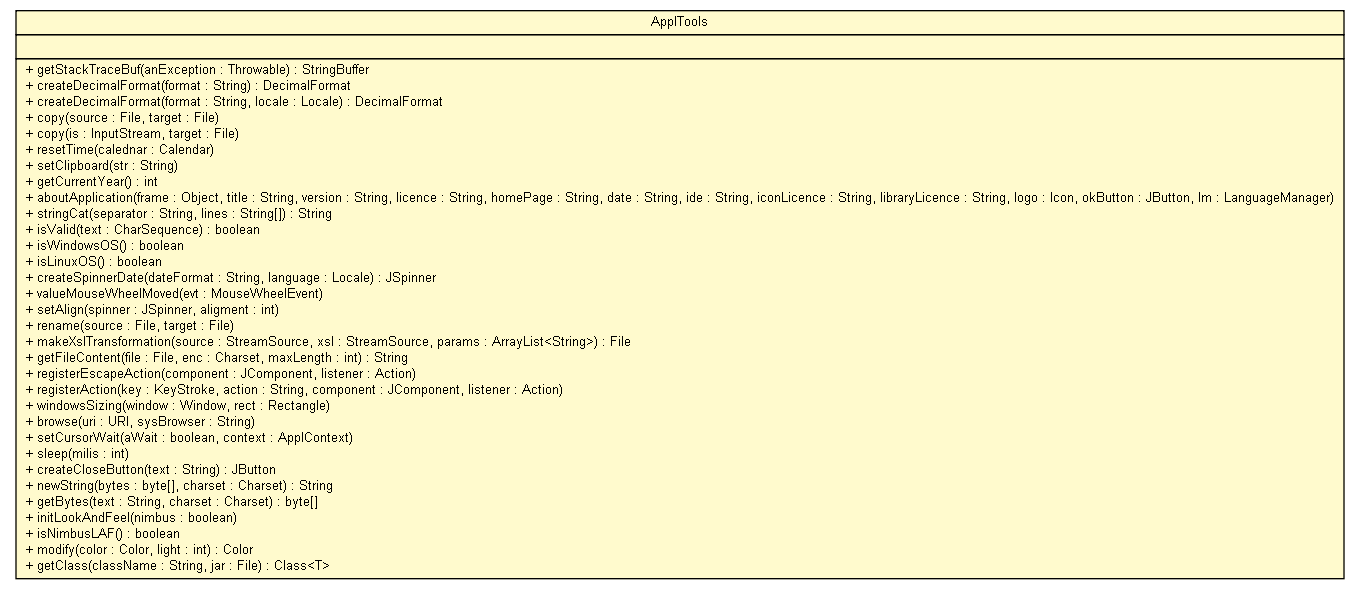 ApplTools
+ getStackTraceBuf(anException : Throwable) : StringBuffer
+ createDecimalFormat(format : String) : DecimalFormat
+ createDecimalFormat(format : String, locale : Locale) : DecimalFormat
+ copy(source : File, target : File)
+ copy(is : InputStream, target : File)
+ resetTime(calednar : Calendar)
+ setClipboard(str : String)
+ getCurrentYear() : int
+ aboutApplication(frame : Object, title : String, version : String, licence : String, homePage : String, date : String, ide : String, iconLicence : String, libraryLicence : String, logo : Icon, okButton : JButton, lm : LanguageManager)
+ stringCat(separator : String, lines : String[]) : String
+ isValid(text : CharSequence) : boolean
+ isWindowsOS() : boolean
+ isLinuxOS() : boolean
+ createSpinnerDate(dateFormat : String, language : Locale) : JSpinner
+ valueMouseWheelMoved(evt : MouseWheelEvent)
+ setAlign(spinner : JSpinner, aligment : int)
+ rename(source : File, target : File)
+ makeXslTransformation(source : StreamSource, xsl : StreamSource, params : ArrayList<String>) : File
+ getFileContent(file : File, enc : Charset, maxLength : int) : String
+ registerEscapeAction(component : JComponent, listener : Action)
+ registerAction(key : KeyStroke, action : String, component : JComponent, listener : Action)
+ windowsSizing(window : Window, rect : Rectangle)
+ browse(uri : URI, sysBrowser : String)
+ setCursorWait(aWait : boolean, context : ApplContext)
+ sleep(milis : int)
+ createCloseButton(text : String) : JButton
+ newString(bytes : byte[], charset : Charset) : String
+ getBytes(text : String, charset : Charset) : byte[]
+ initLookAndFeel(nimbus : boolean)
+ isNimbusLAF() : boolean
+ modify(color : Color, light : int) : Color
+ getClass(className : String, jar : File) : Class<T>